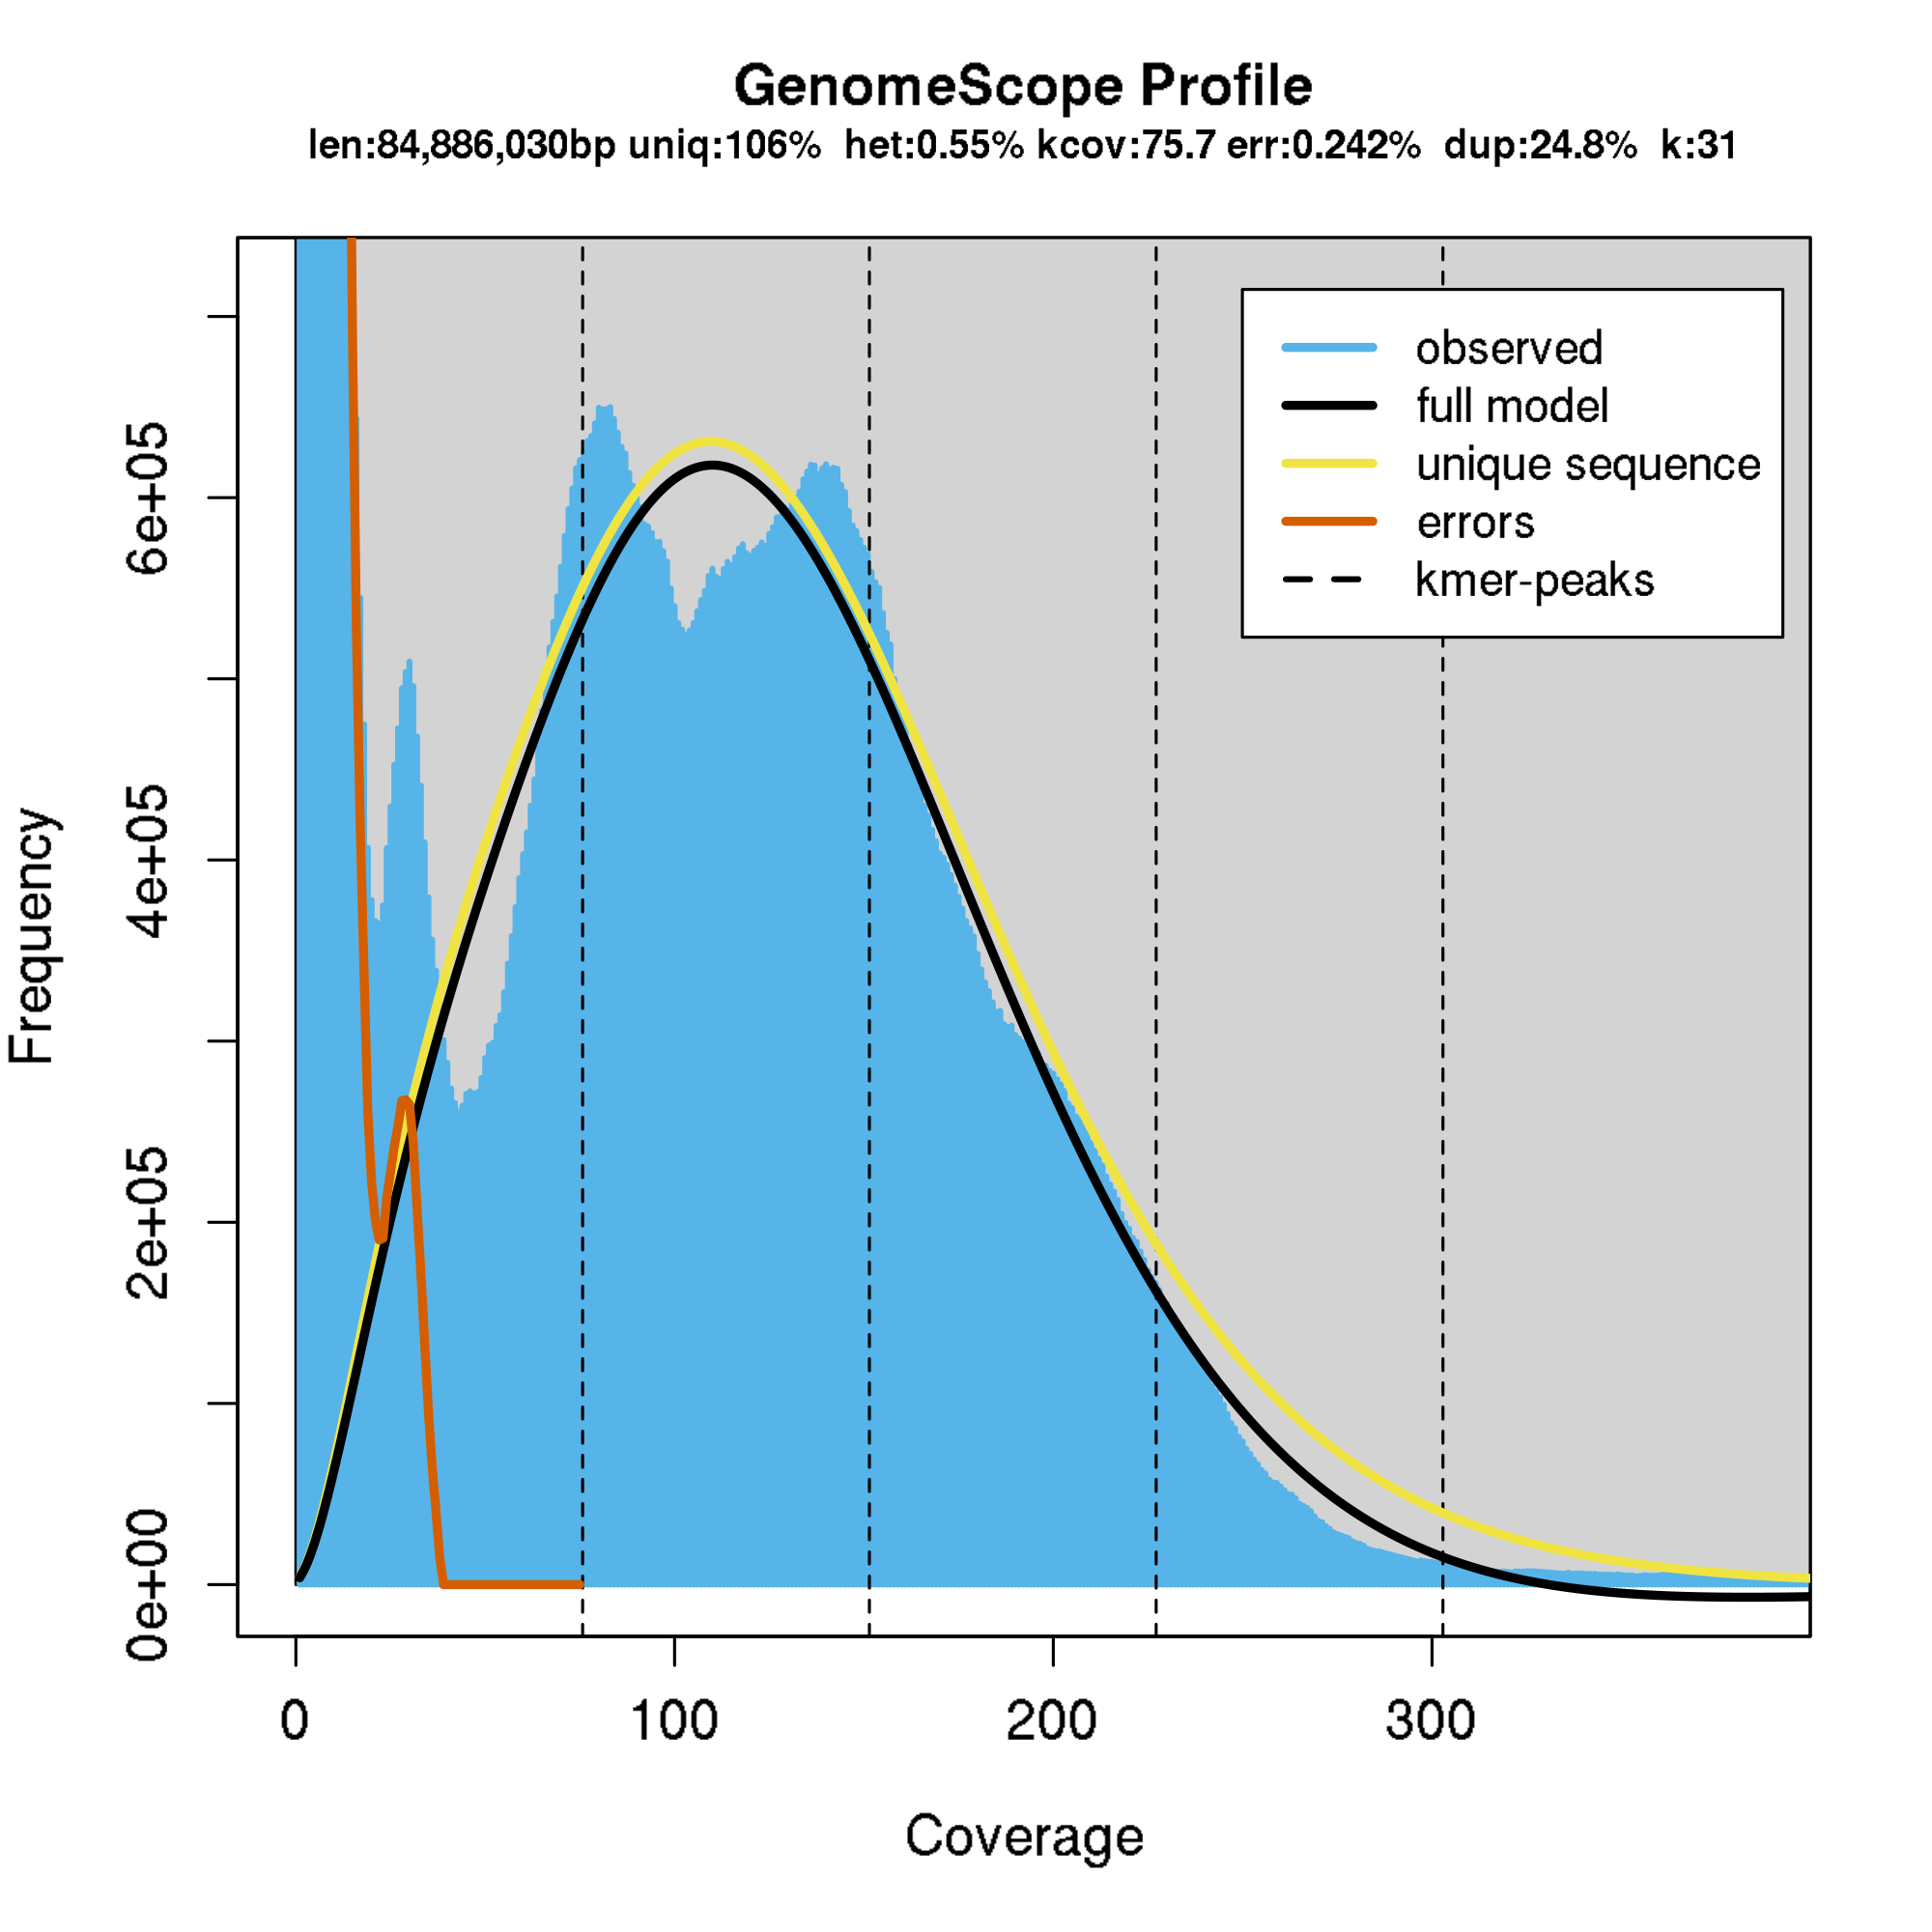 GenomeScope Profile
len:84,886,030bp uniq:106% het:0.55% kcov:75.7 err:0.242% dup:24.8% k:31
observed
full model
unique sequence
errors
kmer-peaks
Frequency
6e+05
4e+05
2e+05
0e+00
0 100 200 300
Coverage